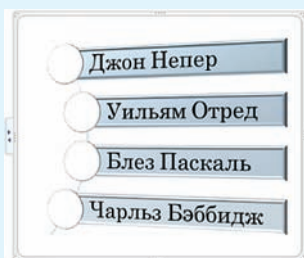 Джон Непер
Уильям Отред
Блез Паскаль
Чарльз Бэббидж